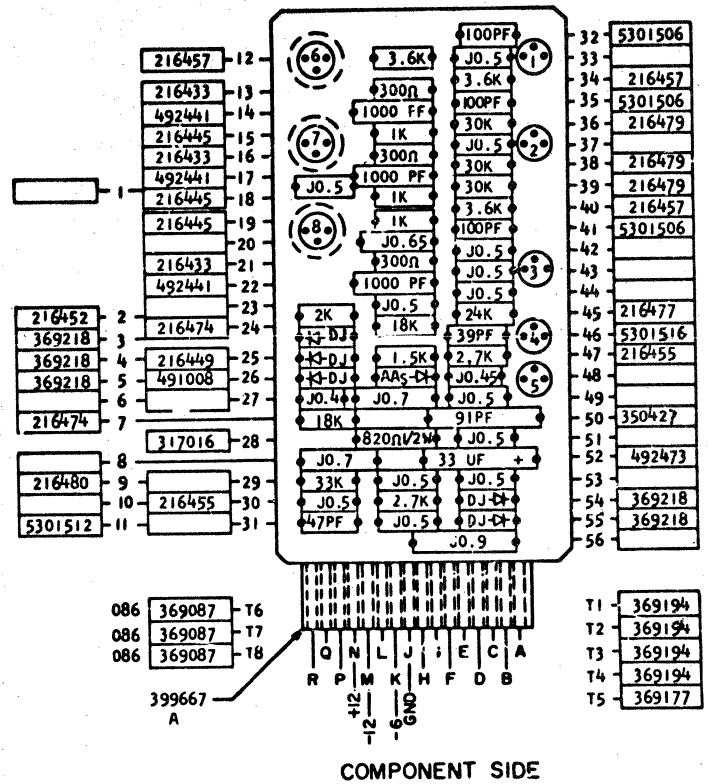 100PF 32 5301506
216457 12 6 3.6K J0.5 1 33
3.6K 34 216457
216433 13 300Ω 100PF 35 5301506
492441 14 1000 FF 30K 36 216479
216445 15 7 1K J0.5 2 37
216433 16 300Ω 30K 38 216479
492441 17 1000 PF 30K 39 216479
1 J0.5
216445 18 1K 3.6K 40 216457
216445 19 8 1K 100PF 41 5301506
20 J0.65 J0.5 42
216433 21 300Ω J0.5 3 43
492441 22 1000 PF J0.5 44
23 J0.5 24K 45 216477
216452 2 2K
216474 24 18K 39PF 4 46 5301516
369218 3 DJ
369218 4 216449 25 DJ 1.5K 2.7K 47 216455
369218 5 491008 26 DJ AAS J0.45 5 48
6 27 J0.4 J0.7 J0.5 49
216474 7 18K 91PF 50 350427
317016 28 820Ω1/2W J0.5 51
8 J0.7 33 UF + 52 492473
216480 9 29 33K J0.5 J0.5 53
10 216455 30 J0.5 2.7K DJ 54 369218
5301512 11 31 47PF J0.5 DJ 55 369218
J0.9 56
086 369087 T6
086 369087 T7
086 369087 T8
T1 369194
T2 369194
T3 369194
T4 369194
T5 369177
Q N L J i E C A
R P M K H F D B
+12 -12 -6 GND
399667
A
COMPONENT SIDE